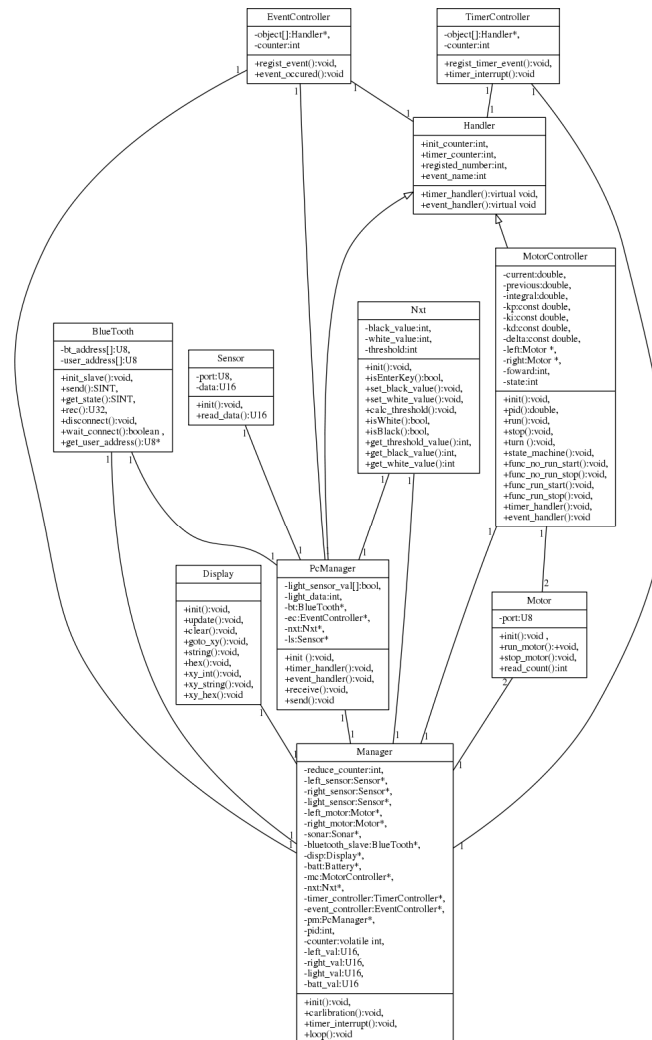 EventController
-object[]:Handler*,
-counter:int
+regist_event():void,
+event_occured():void
TimerController
-object[]:Handler*,
-counter:int
+regist_timer_event():void,
+timer_interrupt():void
1
1
1
1
1
1
1
Handler
+init_counter:int,
+timer_counter:int,
+registed_number:int,
+event_name:int
+timer_handler():virtual void,
+event_handler():virtual void
MotorController
-current:double,
-previous:double,
-integral:double,
-kp:const double,
-ki:const double,
-kd:const double,
-delta:const double,
-left:Motor *,
-right:Motor *,
-foward:int,
-state:int
+init():void,
+pid():double,
+run():void,
+stop():void,
+turn ():void,
+state_machine():void,
+func_no_run_start():void,
+func_no_run_stop():void,
+func_run_start():void,
+func_run_stop():void,
+timer_handler():void,
+event_handler():void
BlueTooth
-bt_address[]:U8,
-user_address[]:U8
+init_slave():void,
+send():SINT,
+get_state():SINT,
+rec():U32,
+disconnect():void,
+wait_connect():boolean ,
+get_user_address():U8*
Sensor
-port:U8,
-data:U16
+init():void,
+read_data():U16
Nxt
-black_value:int,
-white_value:int,
-threshold:int
+init():void,
+isEnterKey():bool,
+set_black_value():void,
+set_white_value():void,
+calc_threshold():void,
+isWhite():bool,
+isBlack():bool,
+get_threshold_value():int,
+get_black_value():int,
+get_white_value():int
1
1
1
1
1
1
1
1
1
1
1
Display
+init():void,
+update():void,
+clear():void,
+goto_xy():void,
+string():void,
+hex():void,
+xy_int():void,
+xy_string():void,
+xy_hex():void
PcManager
-light_sensor_val[]:bool,
-light_data:int,
-bt:BlueTooth*,
-ec:EventController*,
-nxt:Nxt*,
-ls:Sensor*
+init ():void,
+timer_handler():void,
+event_handler():void,
+receive():void,
+send():void
2
Motor
-port:U8
+init():void ,
+run_motor():+void,
+stop_motor():void,
+read_count():int
1
1
2
1
1
1
1
1
Manager
-reduce_counter:int,
-left_sensor:Sensor*,
-right_sensor:Sensor*,
-light_sensor:Sensor*,
-left_motor:Motor*,
-right_motor:Motor*,
-sonar:Sonar*,
-bluetooth_slave:BlueTooth*,
-disp:Display*,
-batt:Battery*,
-mc:MotorController*,
-nxt:Nxt*,
-timer_controller:TimerController*,
-event_controller:EventController*,
-pm:PcManager*,
-pid:int,
-counter:volatile int,
-left_val:U16,
-right_val:U16,
-light_val:U16,
-batt_val:U16
+init():void,
+carlibration():void,
+timer_interrupt():void,
+loop():void
1
1
1